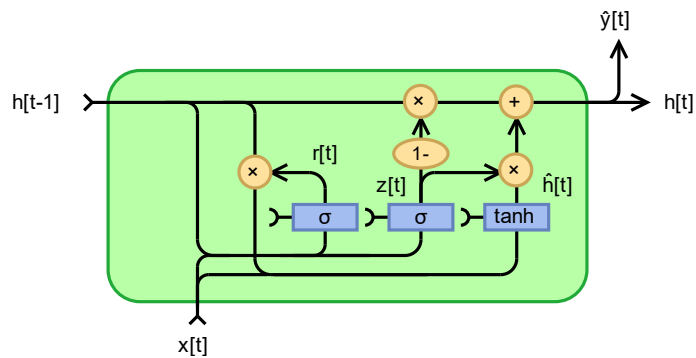 ŷ[t]
h[t-1]
×
+
h[t]
r[t]
1-
×
z[t]
×
ĥ[t]
σ
σ
tanh
x[t]